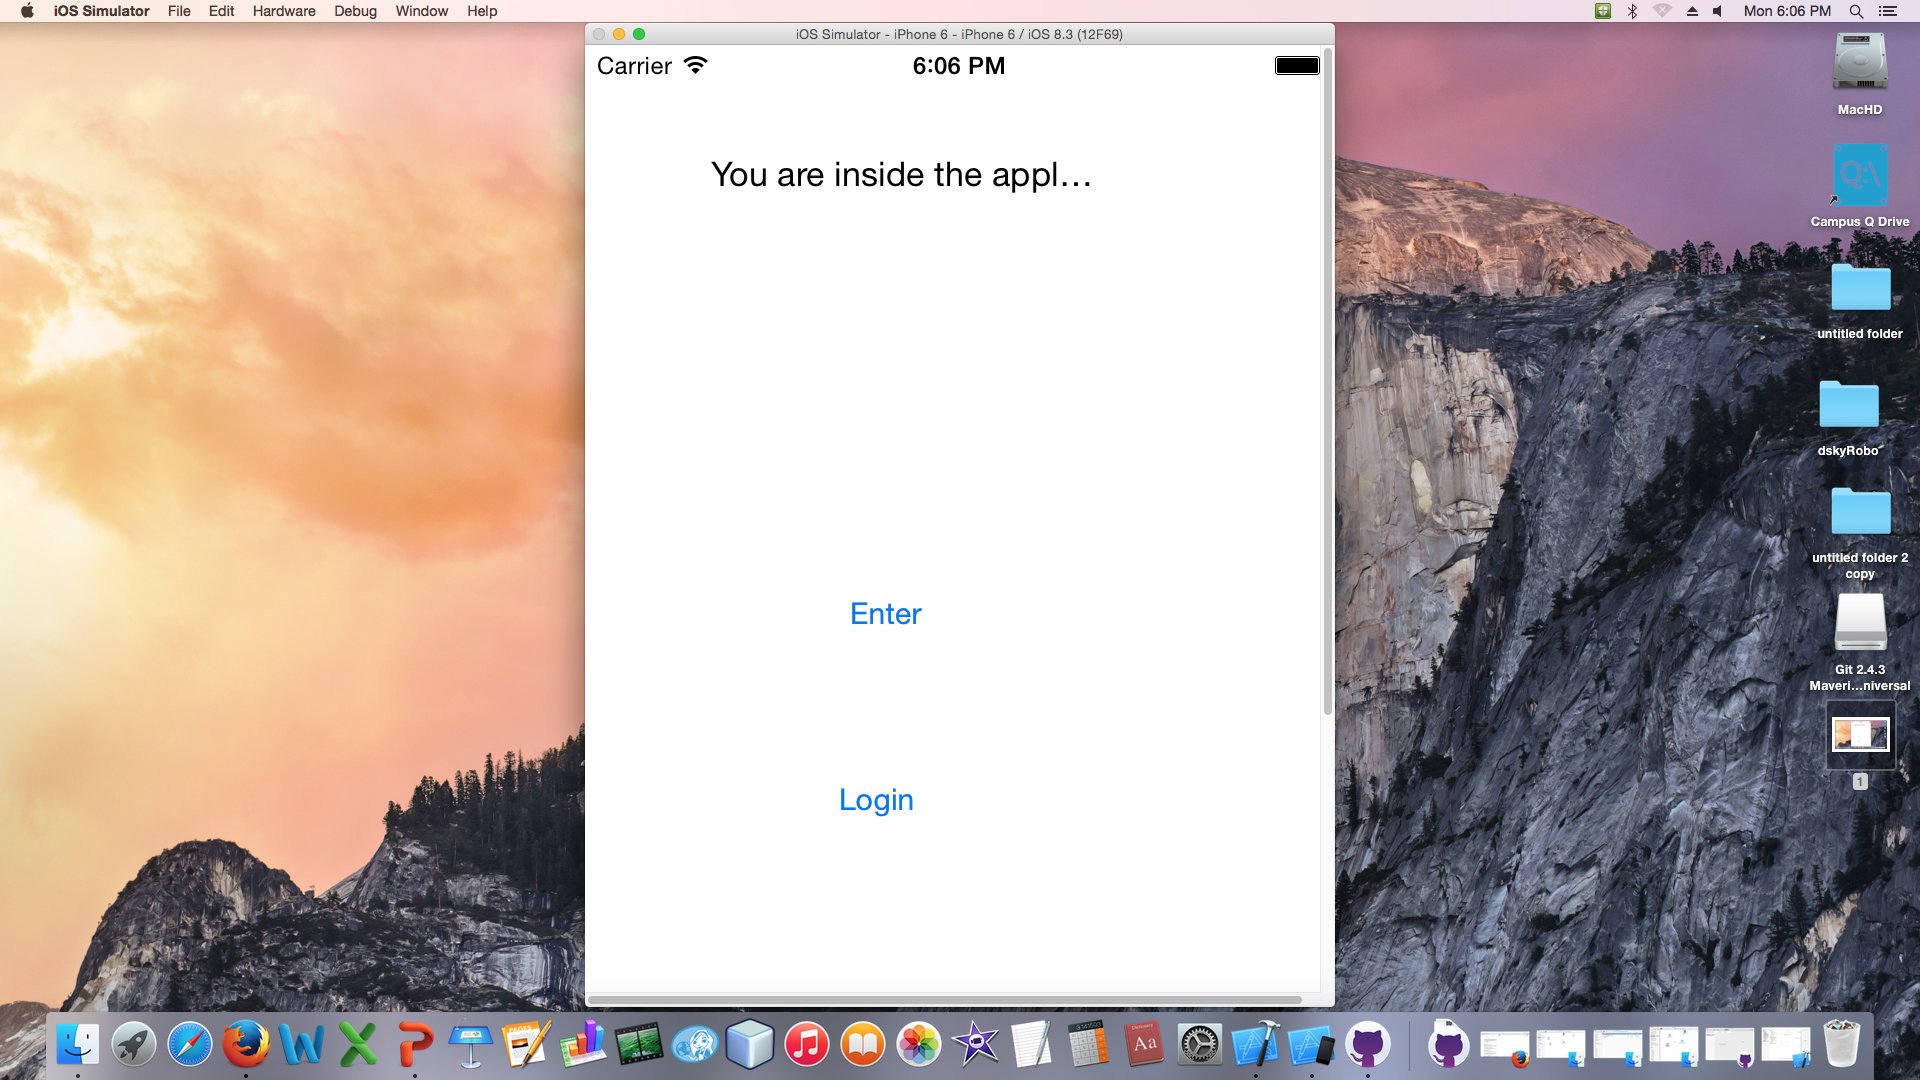 iOS Simulator File Edit Hardware Debug Window Help Mon 6:06 PM
iOS Simulator - iPhone 6 - iPhone 6 / iOS 8.3 (12F69)
Carrier 6:06 PM
You are inside the appl...
Enter
Login
MacHD
Q:\
Campus Q Drive
untitled folder
dskyRobo
untitled folder 2
copy
Git 2.4.3
Maveri...niversal
1
PAGES
Aa